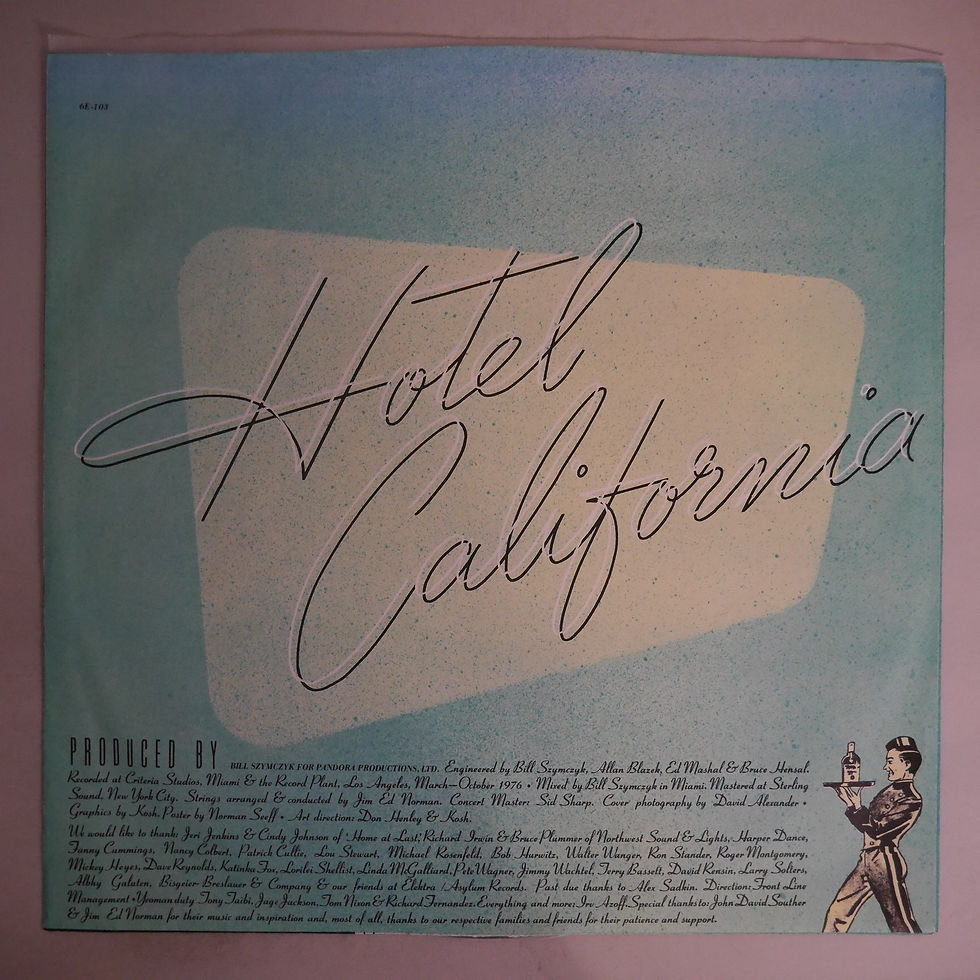 6E-103
Hotel
California
PRODUCED BY BILL SZYMCZYK FOR PANDORA PRODUCTIONS, LTD. Engineered by Bill Szymczyk, Allan Blazek, Ed Mashal & Bruce Hensal.
Recorded at Criteria Studios, Miami & the Record Plant, Los Angeles, March—October 1976 • Mixed by Bill Szymczyk in Miami. Mastered at Sterling
Sound, New York City. Strings arranged & conducted by Jim Ed Norman. Concert Master: Sid Sharp. Cover photography by David Alexander •
Graphics by Kosh. Poster by Norman Seeff • Art direction: Don Henley & Kosh.
We would like to thank: Jeri Jenkins & Cindy Johnson of 'Home at Last,' Richard Irwin & Bruce Plummer of Northwest Sound & Lights, Harper Dance,
Tunny Cummings, Nancy Colbert, Patrick Cullie, Lou Stewart, Michael Rosenfeld, Bob Hurwitz, Walter Wanger, Ron Stander, Roger Montgomery,
Mickey Heyes, Dave Reynolds, Katinka Fox, Lorilei Shellist, Linda McGalliard, Pete Wagner, Jimmy Wachtel, Terry Bassett, David Rensin, Larry Solters,
Albhy Galuten, Bisgeier-Breslauer & Company & our friends at Elektra / Asylum Records. Past due thanks to Alex Sadkin. Direction: Front Line
Management • Yeoman duty Tony Taibi, Jage Jackson, Tom Nixon & Richard Fernandez. Everything and more: Irv Azoff. Special thanks to: John David Souther
& Jim Ed Norman for their music and inspiration and, most of all, thanks to our respective families and friends for their patience and support.